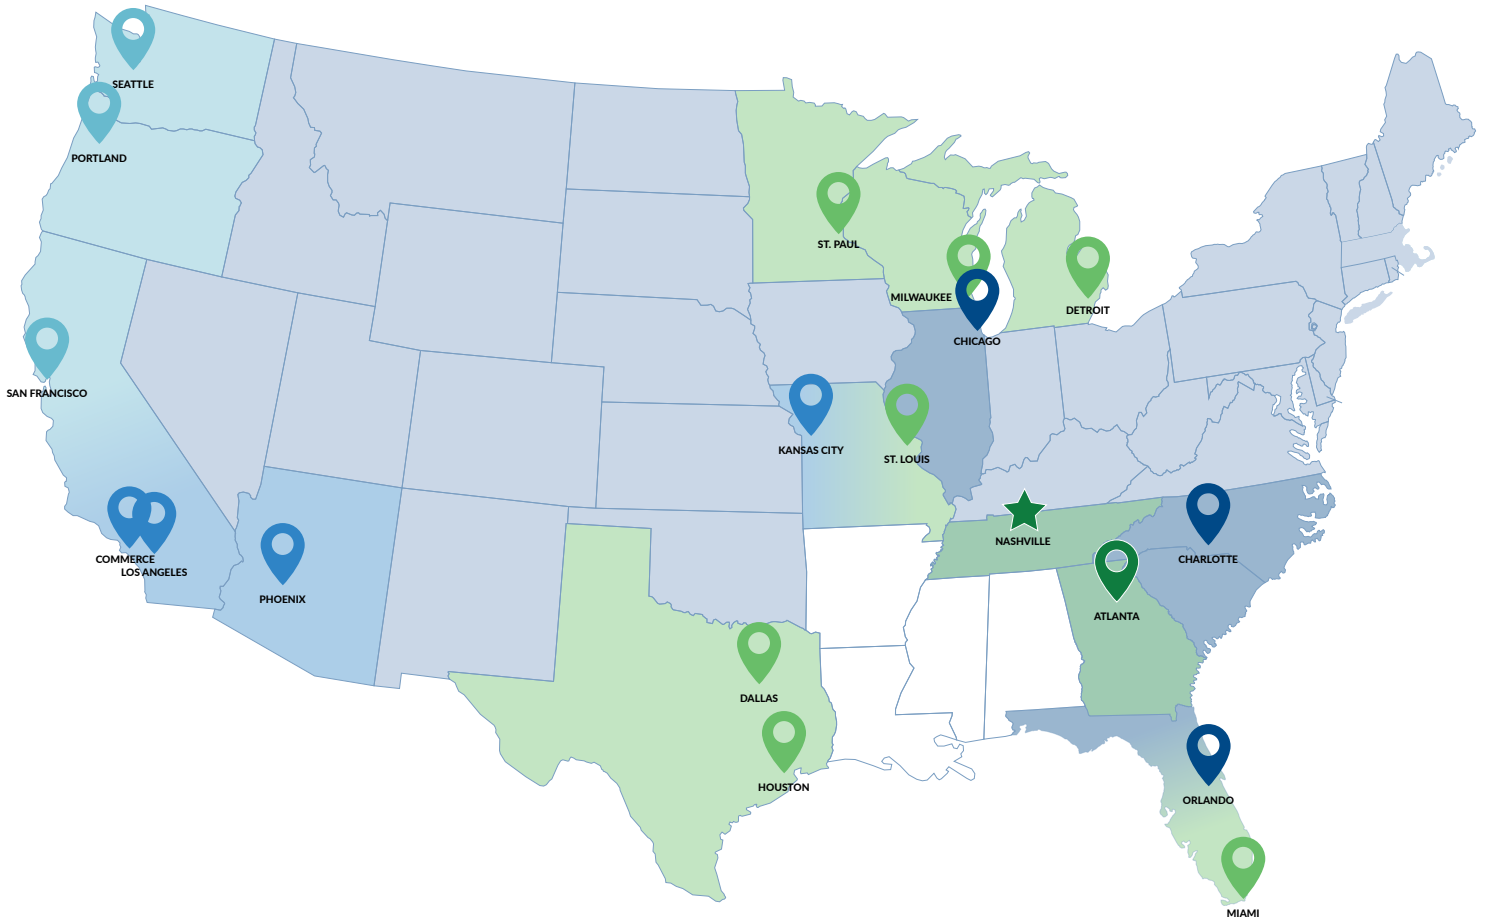 SEATTLE
PORTLAND
ST. PAUL
MILWAUKEE
DETROIT
CHICAGO
SAN FRANCISCO
KANSAS CITY
ST. LOUIS
NASHVILLE
COMMERCE
LOS ANGELES
CHARLOTTE
PHOENIX
ATLANTA
DALLAS
HOUSTON
ORLANDO
MIAMI